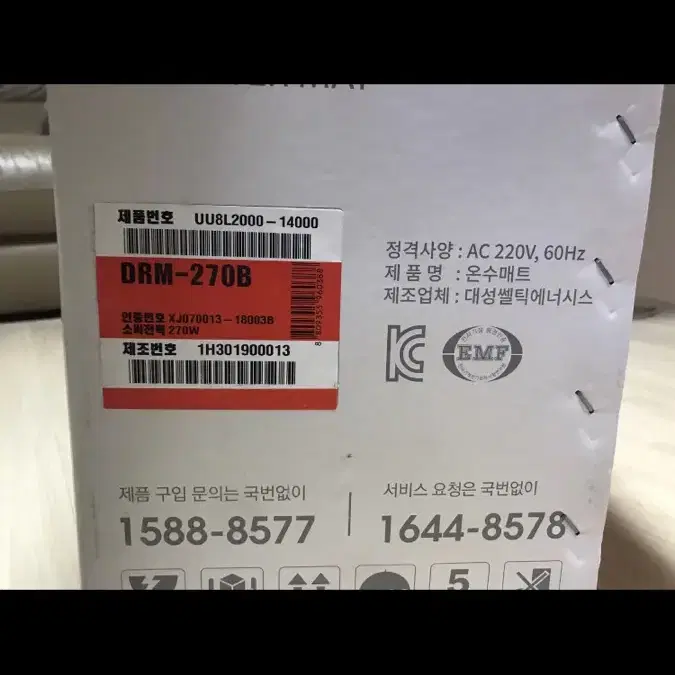 제품번호 UU8L2000-14000
DRM-270B
인증번호 XJ070013-18003B
소비전력 270W
제조번호 1H301900013
정격사양 : AC 220V, 60Hz
제 품 명 : 온수매트
제조업체 : 대성쎌틱에너시스
EMF
제품 구입 문의는 국번없이
1588-8577
서비스 요청은 국번없이
1644-8578
5